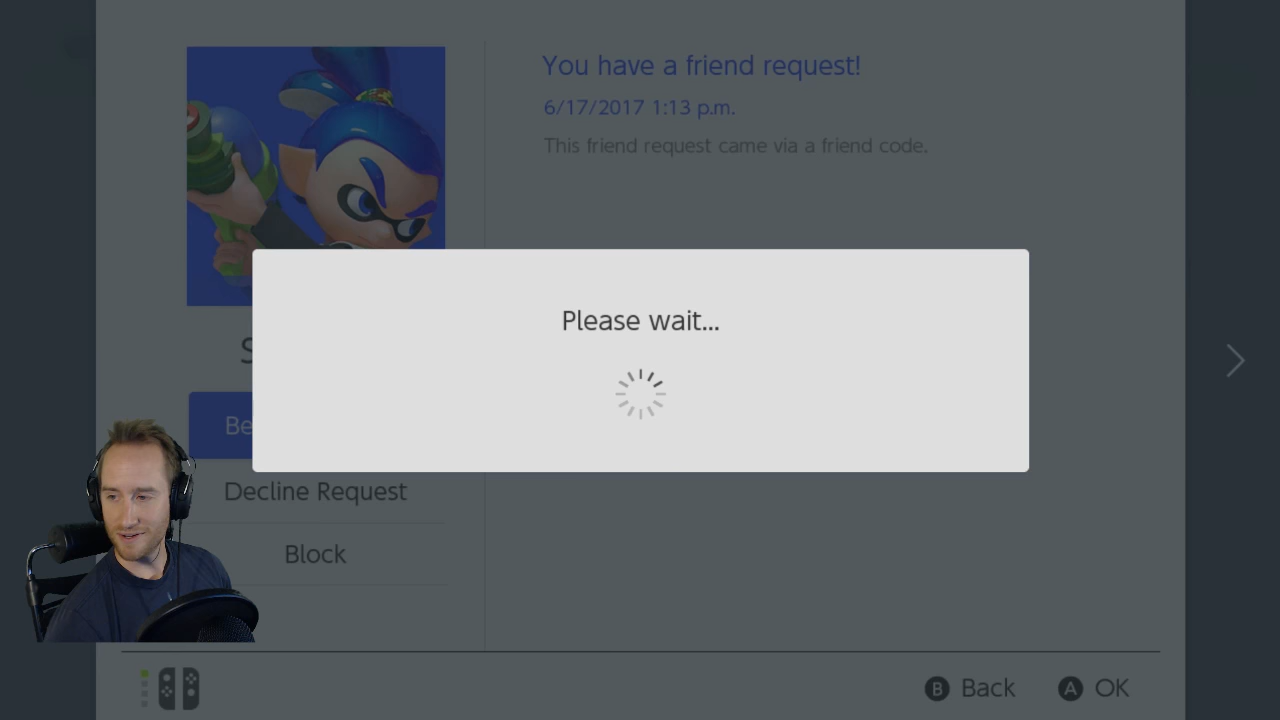 You have a friend request!
6/17/2017 1:13 p.m.
This friend request came via a friend code.
Please wait...
S
Be
Decline Request
Block
B Back
A OK